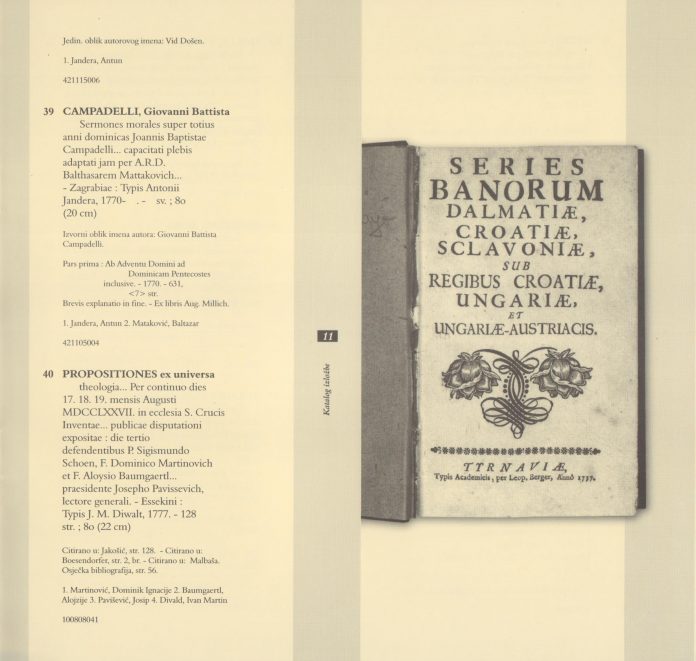 Jedin. oblik autorovog imena: Vid Došen.
1. Jandera, Antun
421115006
39 CAMPADELLI, Giovanni Battista
Sermones morales super totius
anni dominicas Joannis Baptistae
Campadelli... capacitati plebis
adaptati jam per A.R.D.
Balthasarem Mattakovich...
- Zagrabiae : Typis Antonii
Jandera, 1770- . - sv. ; 8o
(20 cm)
Izvorni oblik imena autora: Giovanni Battista
Campadelli.
Pars prima : Ab Adventu Domini ad
Dominicam Pentecostes
inclusive. - 1770. - 631,
<7> str.
Brevis explanatio in fine. - Ex libris Aug. Millich.
1. Jandera, Antun 2. Mataković, Baltazar
421105004
40 PROPOSITIONES ex universa
theologia... Per continuo dies
17. 18. 19. mensis Augusti
MDCCLXXVII. in ecclesia S. Crucis
Inventae... publicae disputationi
expositae : die tertio
defendentibus P. Sigismundo
Schoen, F. Dominico Martinovich
et F. Aloysio Baumgaertl...
praesidente Josepho Pavissevich,
lectore generali. - Essekini :
Typis J. M. Diwalt, 1777. - 128
str. ; 8o (22 cm)
Citirano u: Jakošić, str. 128. - Citirano u:
Boesendorfer, str. 2, br. - Citirano u: Malbaša.
Osječka bibliografija, str. 56.
1. Martinović, Dominik Ignacije 2. Baumgaertl,
Alojzije 3. Pavišević, Josip 4. Divald, Ivan Martin
100808041
11
Katalog izložbe
SERIES
BANORUM
DALMATIÆ,
CROATIÆ,
SCLAVONIÆ,
SUB
REGIBUS CROATIÆ,
UNGARIÆ,
ET
UNGARIÆ-AUSTRIACIS.
TYRNAVIÆ,
Typis Academicis, per Leop. Berger, Anno 1737.